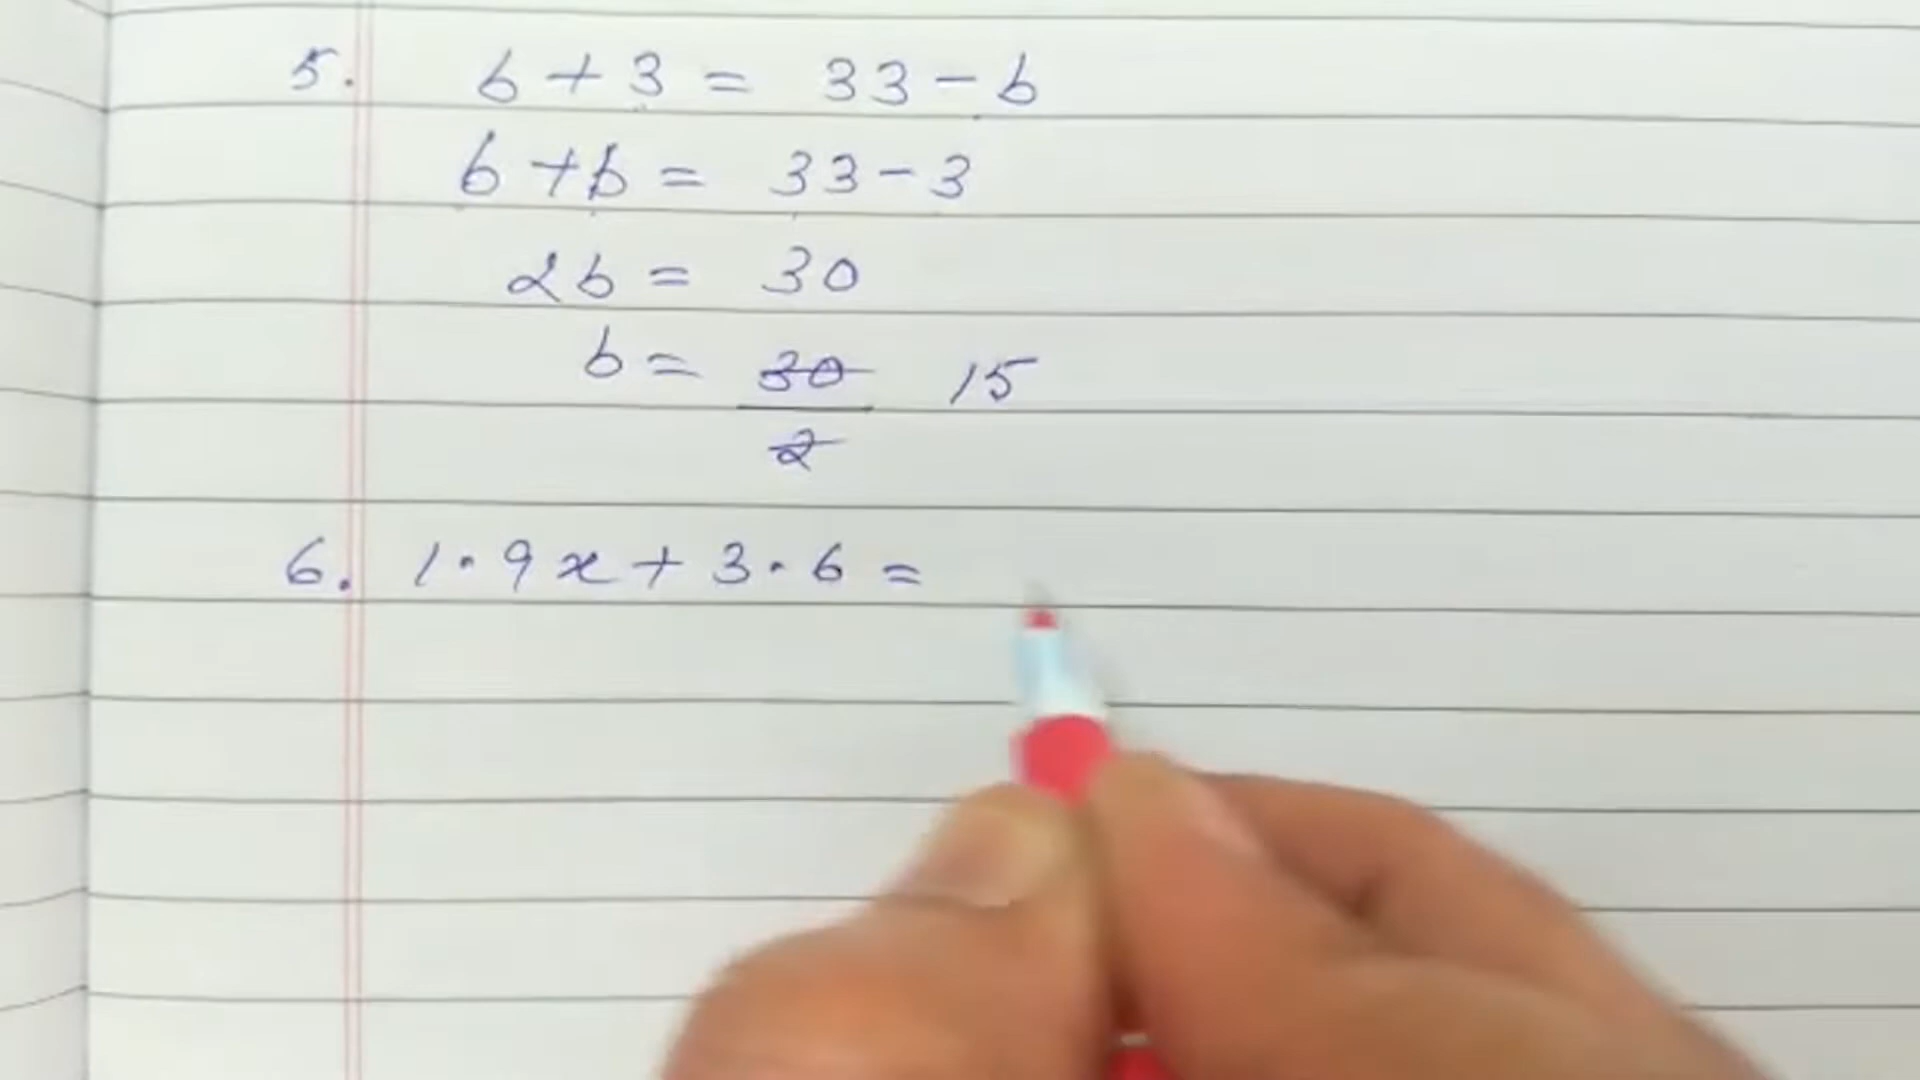 5. b + 3 = 33 - b
b + b = 33 - 3
2b = 30
b = 30/2 15
6. 1.9x + 3.6 =